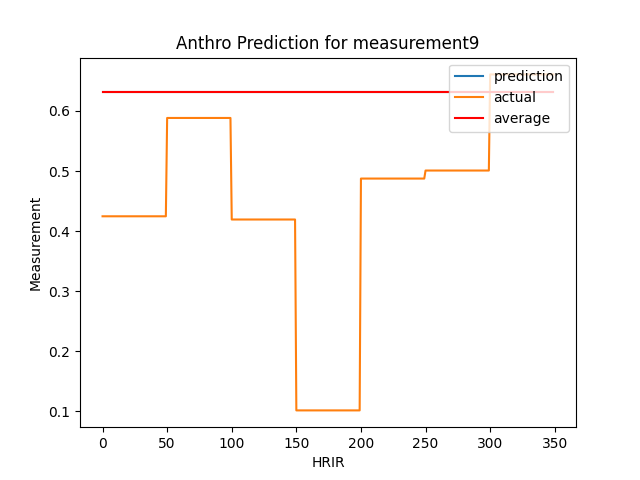 Anthro Prediction for measurement9
prediction
actual
average
Measurement
0.6
0.5
0.4
0.3
0.2
0.1
0 50 100 150 200 250 300 350
HRIR